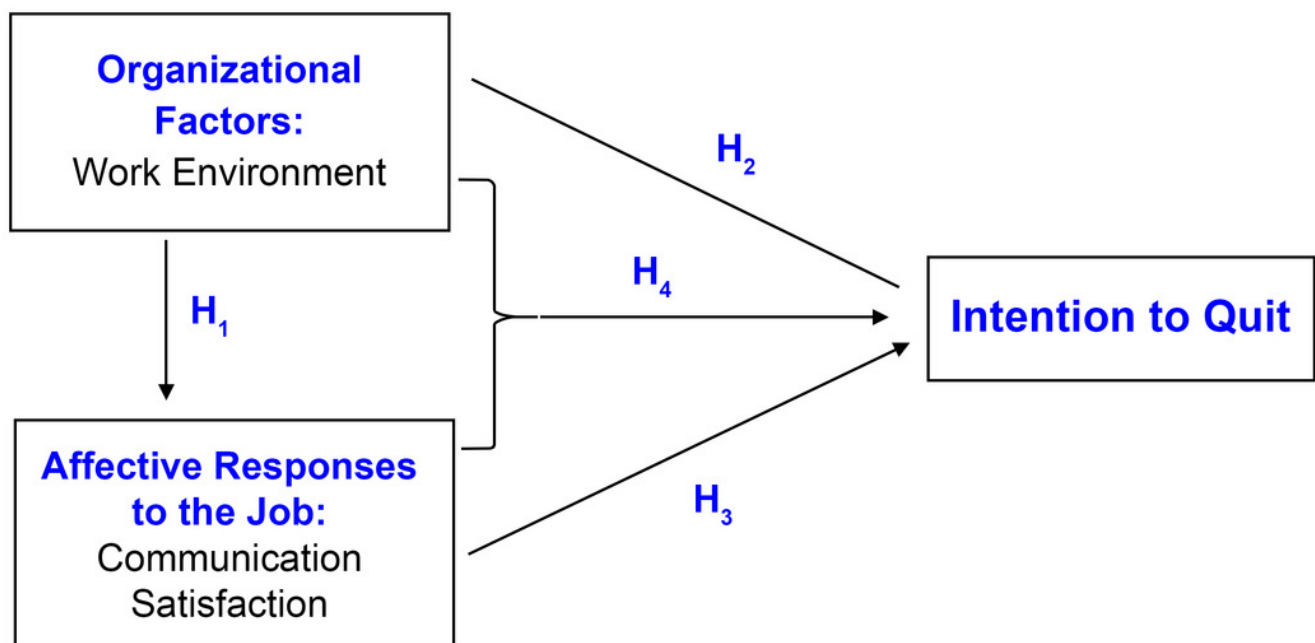 Organizational
Factors:
Work Environment
H₂
H₄
Intention to Quit
H₁
Affective Responses
to the Job:
Communication
Satisfaction
H₃